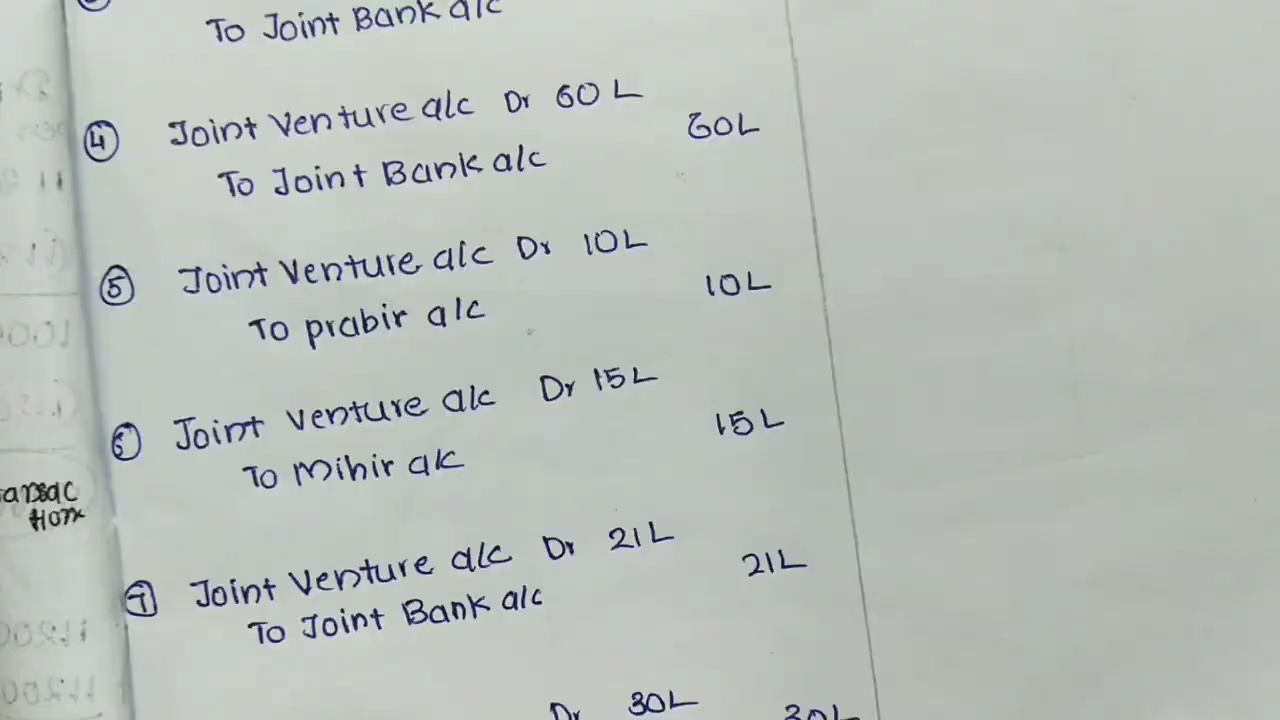 To Joint Bank a/c
④ Joint Venture a/c Dr 60 L
60L
To Joint Bank a/c
⑤ Joint Venture a/c Dr 10L
10L
To prabir a/c
⑥ Joint Venture a/c Dr 15L
15L
To Mihir a/c
⑦ Joint Venture a/c Dr 21L
21L
To Joint Bank a/c
Dr 30L
30L